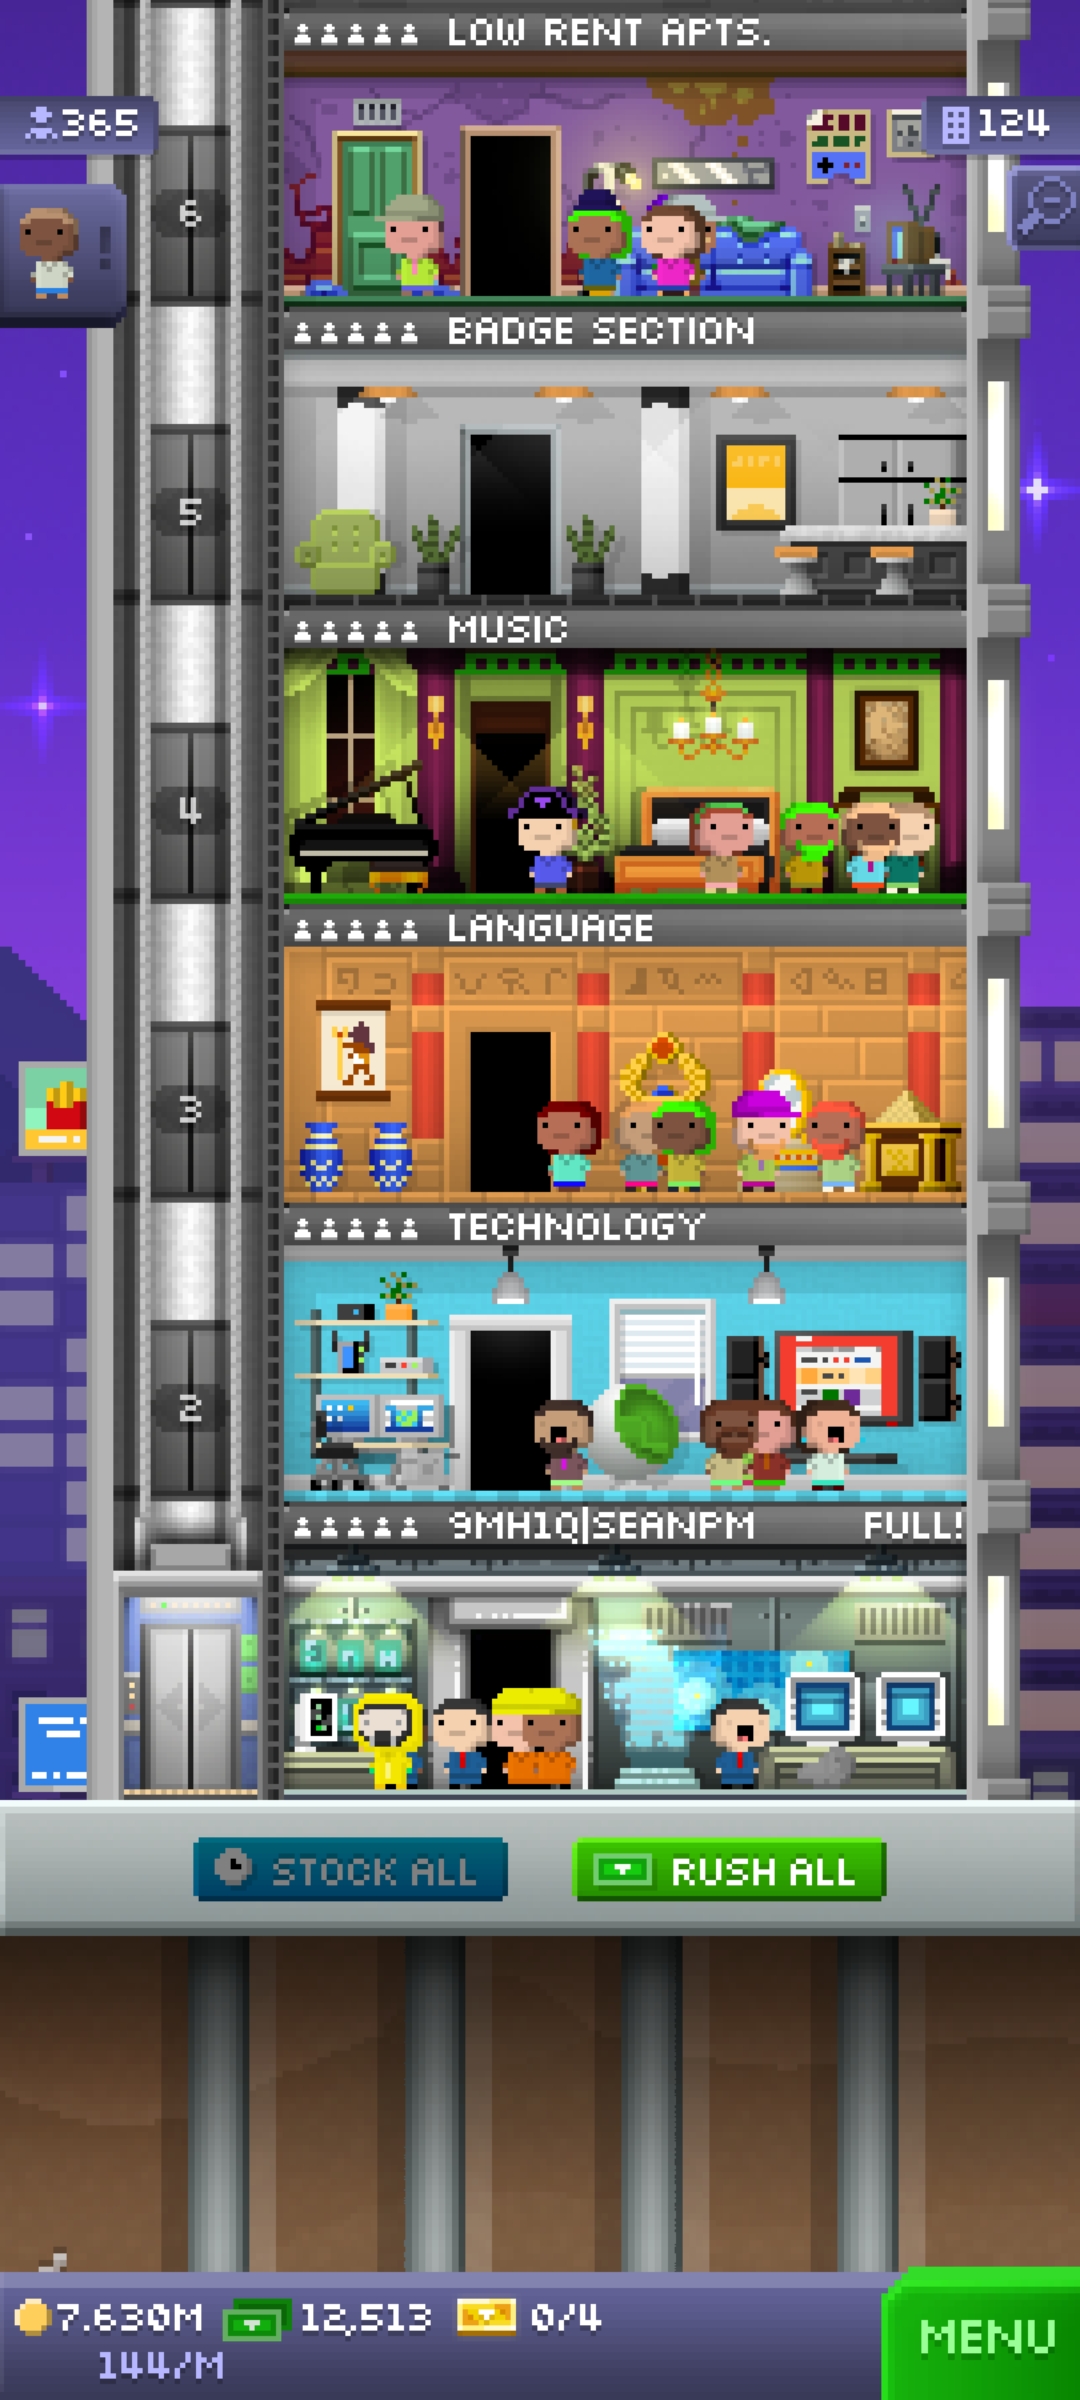 LOW RENT APTS.
365
124
6
BADGE SECTION
5
MUSIC
4
LANGUAGE
3
TECHNOLOGY
2
9MH1Q|SEANPM FULL!
STOCK ALL
RUSH ALL
7.630M 12,513 0/4
144/M
MENU